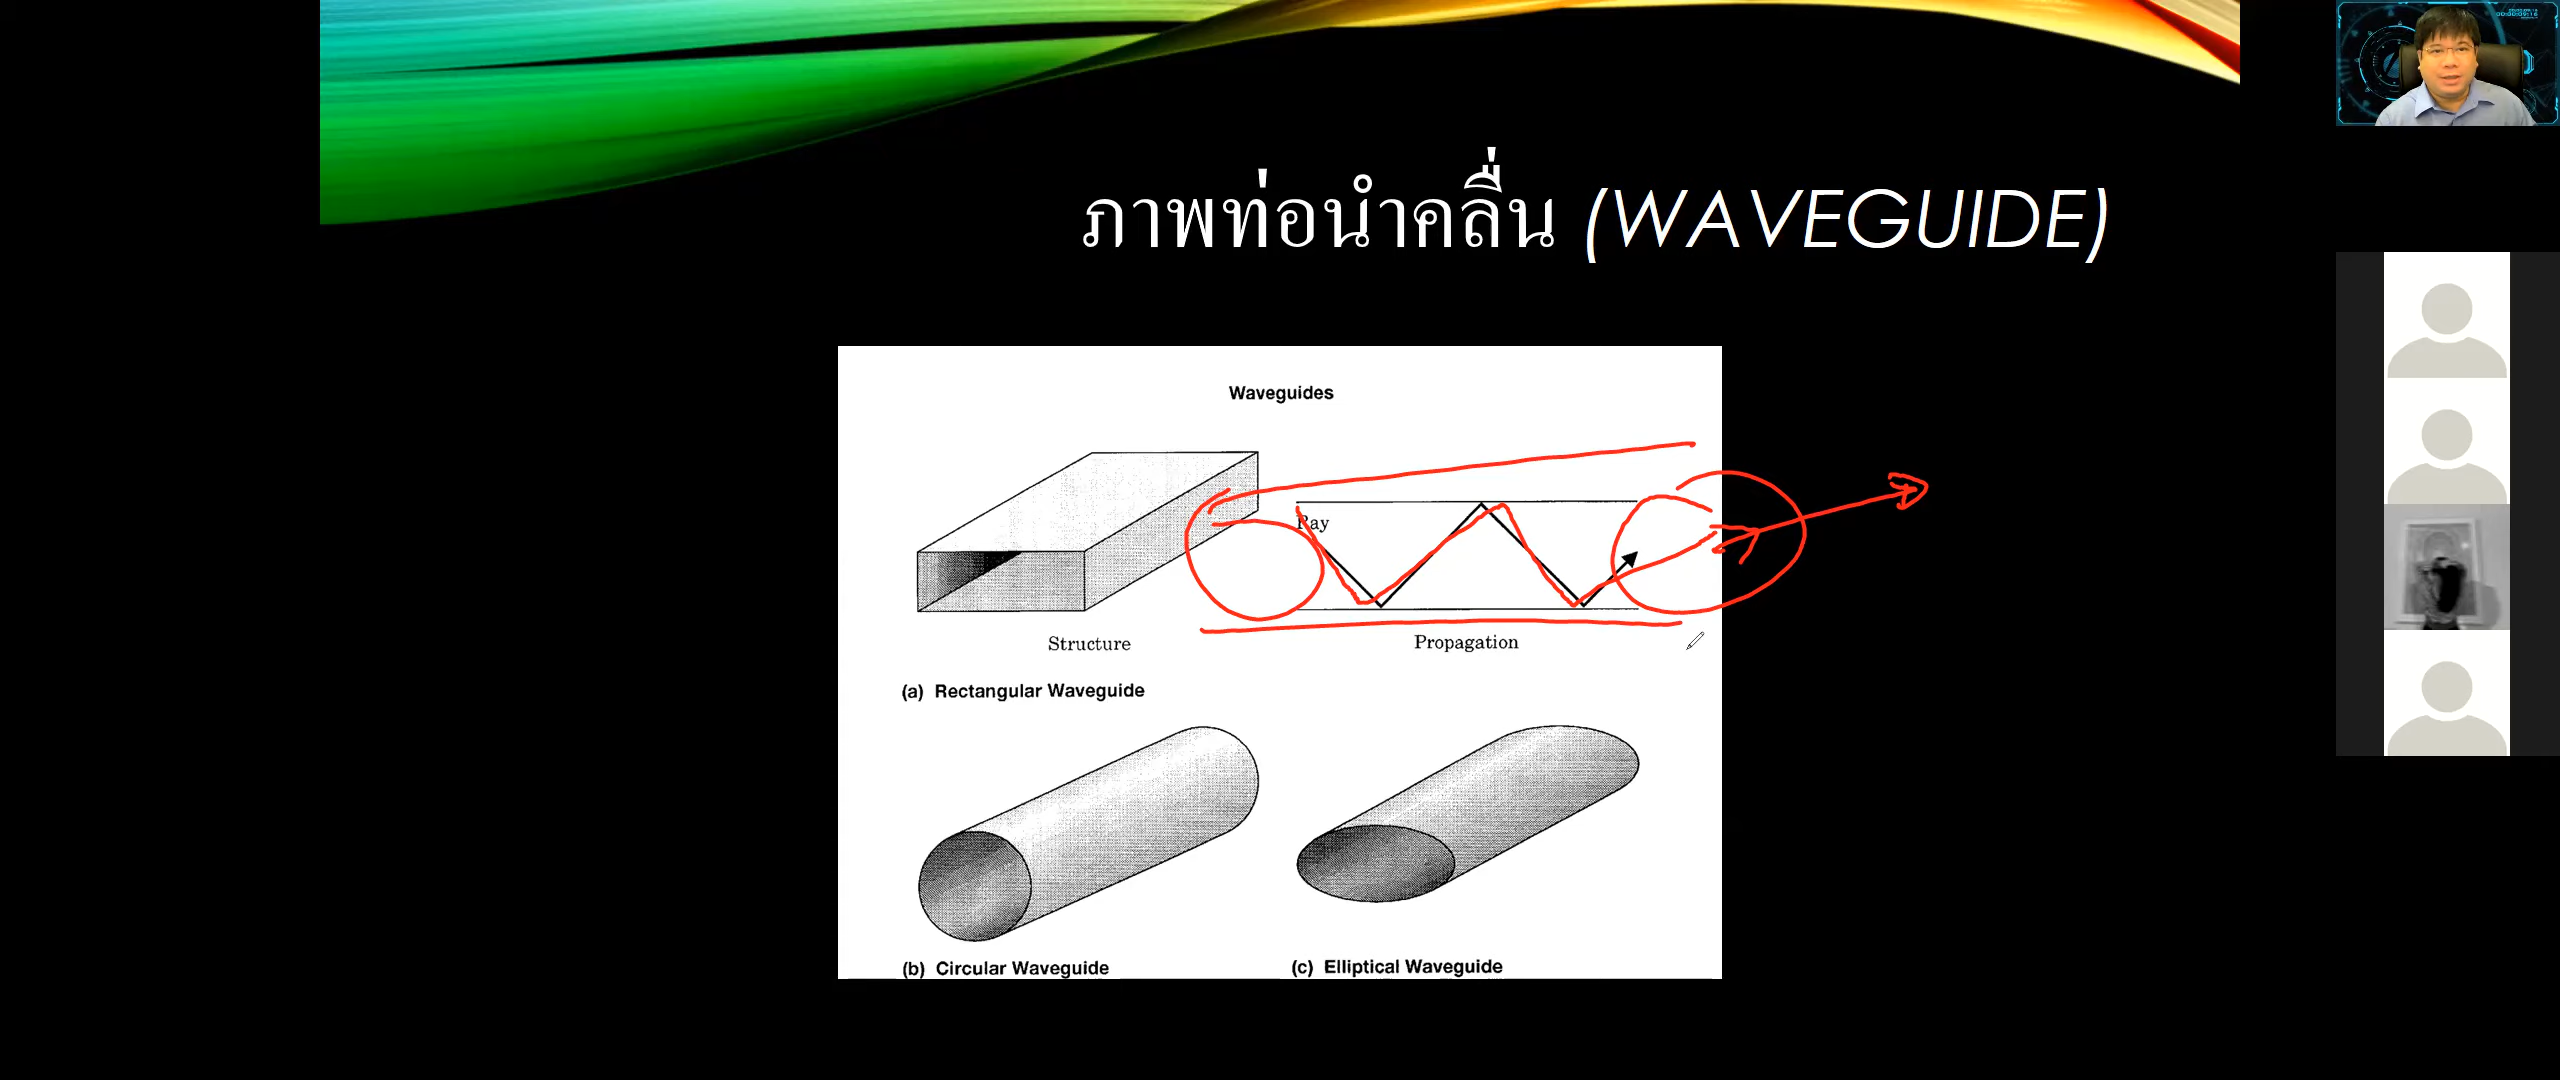 ภาพท่อนำคลื่น (WAVEGUIDE)
Waveguides
Ray
Structure
Propagation
(a) Rectangular Waveguide
(b) Circular Waveguide
(c) Elliptical Waveguide